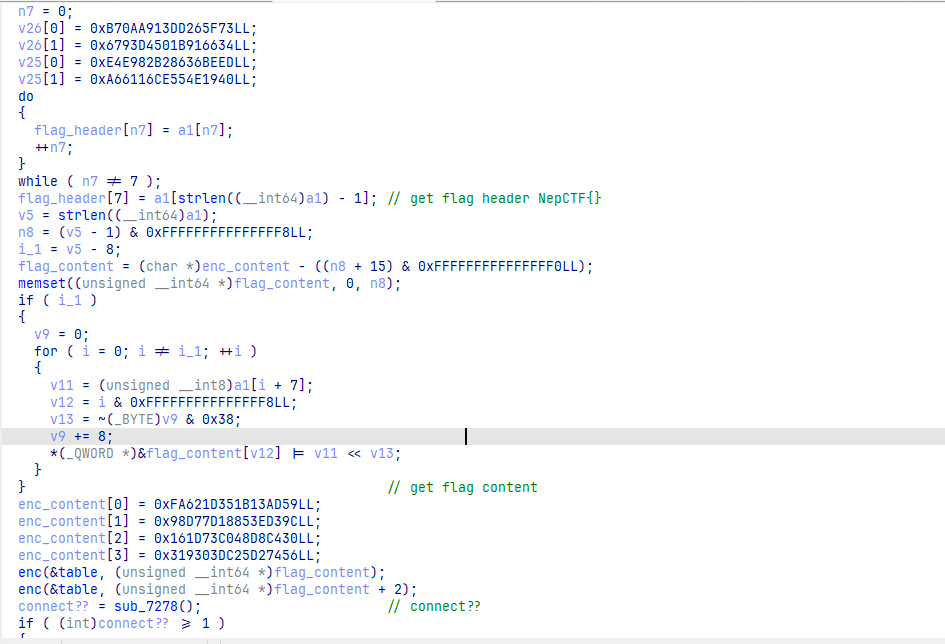 n7 = 0;
v26[0] = 0xB70AA913DD265F73LL;
v26[1] = 0x6793D4501B916634LL;
v25[0] = 0xE4E982B28636BEEDLL;
v25[1] = 0xA66116CE554E1940LL;
do
{
flag_header[n7] = a1[n7];
++n7;
}
while ( n7 ≠ 7 );
flag_header[7] = a1[strlen((__int64)a1) - 1]; // get flag header NepCTF{}
v5 = strlen((__int64)a1);
n8 = (v5 - 1) & 0xFFFFFFFFFFFFFFF8LL;
i_1 = v5 - 8;
flag_content = (char *)enc_content - ((n8 + 15) & 0xFFFFFFFFFFFFFFF0LL);
memset((unsigned __int64 *)flag_content, 0, n8);
if ( i_1 )
{
v9 = 0;
for ( i = 0; i ≠ i_1; ++i )
{
v11 = (unsigned __int8)a1[i + 7];
v12 = i & 0xFFFFFFFFFFFFFFF8LL;
v13 = ~(_BYTE)v9 & 0x38;
v9 += 8;
*(_QWORD *)&flag_content[v12] |= v11 << v13;
}
} // get flag content
enc_content[0] = 0xFA621D351B13AD59LL;
enc_content[1] = 0x98D77D18853ED39CLL;
enc_content[2] = 0x161D73C048D8C430LL;
enc_content[3] = 0x319303DC25D27456LL;
enc(&table, (unsigned __int64 *)flag_content);
enc(&table, (unsigned __int64 *)flag_content + 2);
connect?? = sub_7278(); // connect??
if ( (int)connect?? ⩾ 1 )